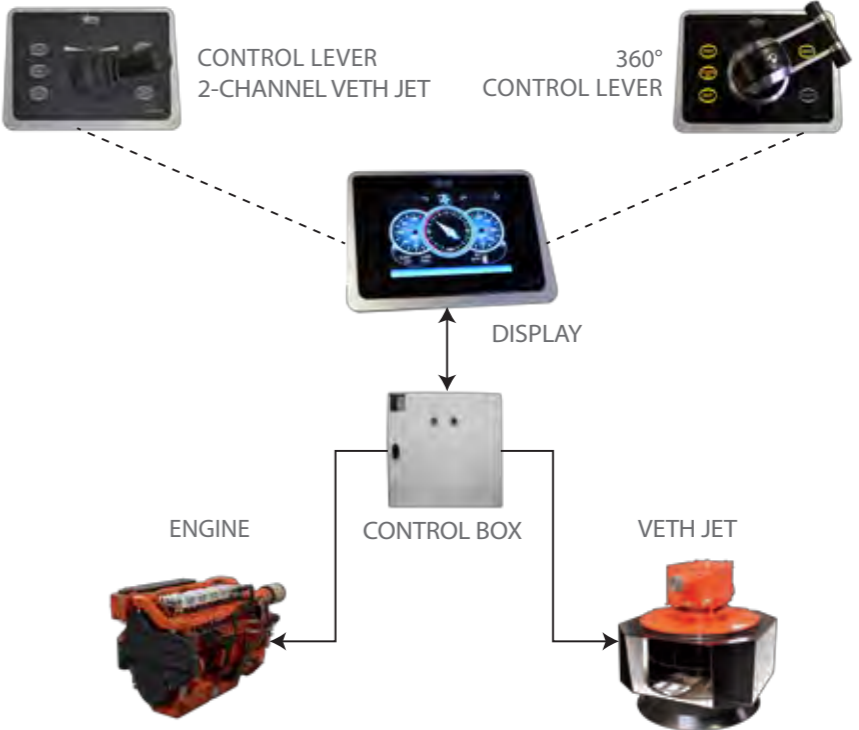 CONTROL LEVER
2-CHANNEL VETH JET
360°
CONTROL LEVER
DISPLAY
CONTROL BOX
ENGINE
VETH JET